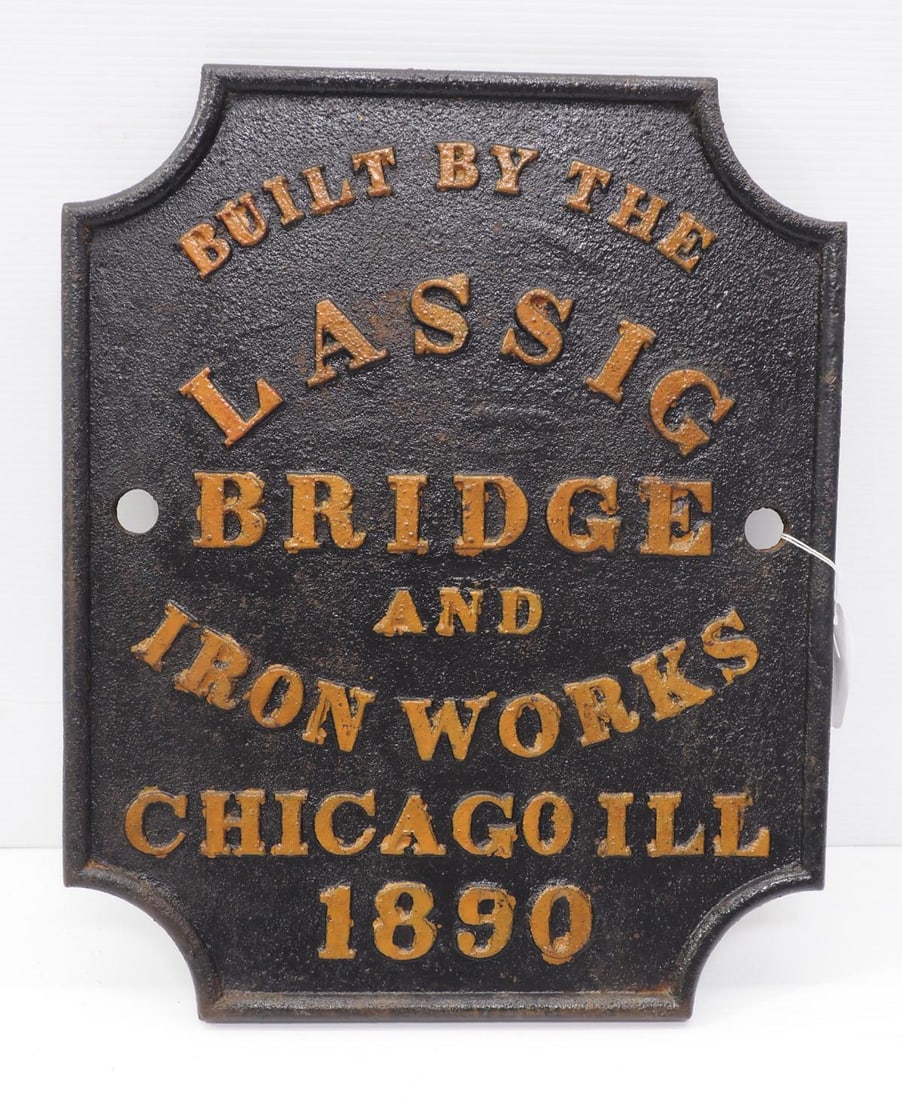 BUILT BY THE
LASSIG
BRIDGE
AND
IRON WORKS
CHICAGO ILL
1890